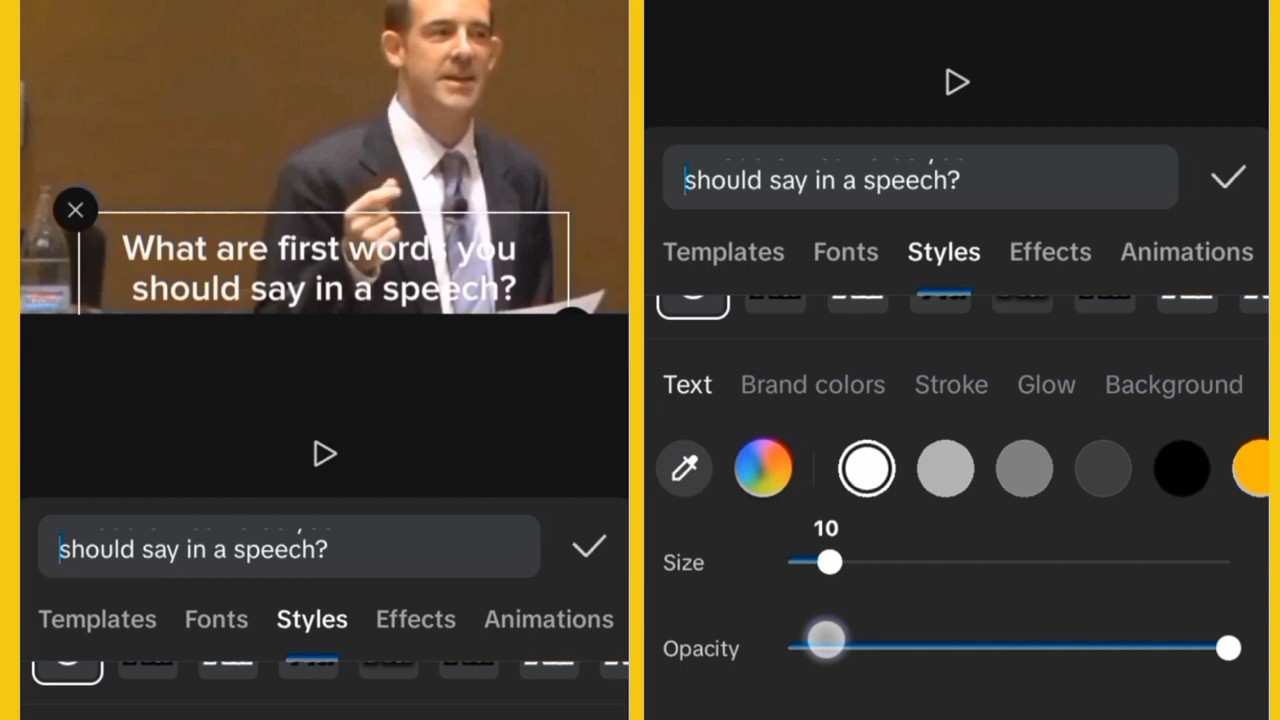 What are first words you
should say in a speech?
should say in a speech?
Templates Fonts Styles Effects Animations
should say in a speech?
Templates Fonts Styles Effects Animations
Text Brand colors Stroke Glow Background
10
Size
Opacity